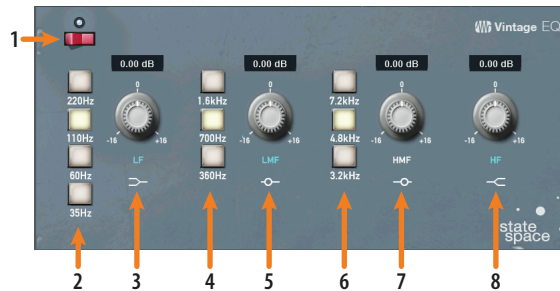 Vintage EQ
1
0.00 dB 0.00 dB 0.00 dB 0.00 dB
0 0 0 0
220Hz 1.6kHz 7.2kHz
110Hz -16 +16 700Hz -16 +16 4.8kHz -16 +16 -16 +16
LF LMF HMF HF
60Hz 360Hz 3.2kHz
35Hz
state
space
2 3 4 5 6 7 8